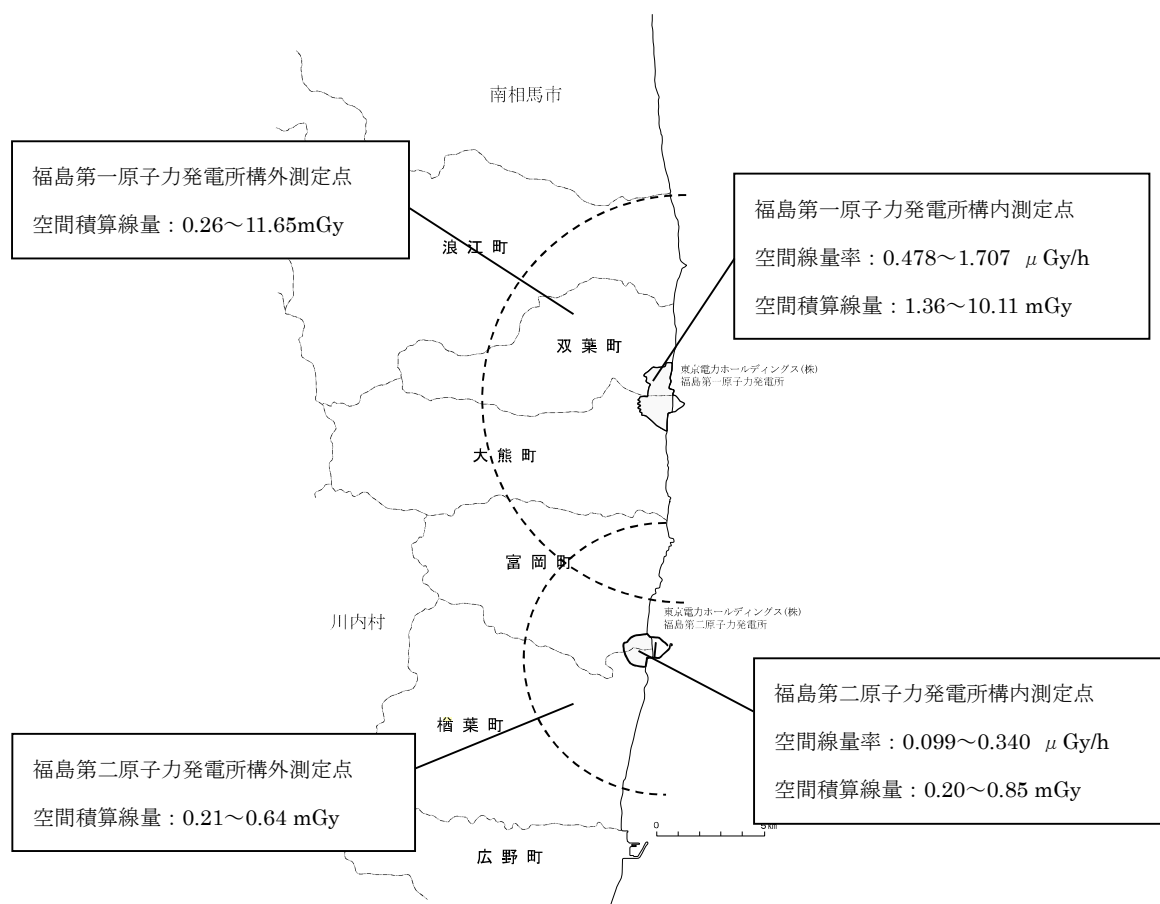 南相馬市
福島第一原子力発電所構外測定点
空間積算線量：0.26～11.65mGy
福島第一原子力発電所構内測定点
空間線量率：0.478～1.707 μGy/h
空間積算線量：1.36～10.11 mGy
浪江町
双葉町
東京電力ホールディングス(株)
福島第一原子力発電所
大熊町
富岡町
東京電力ホールディングス(株)
福島第二原子力発電所
川内村
福島第二原子力発電所構内測定点
空間線量率：0.099～0.340 μGy/h
空間積算線量：0.20～0.85 mGy
楢葉町
福島第二原子力発電所構外測定点
空間積算線量：0.21～0.64 mGy
0 5km
広野町